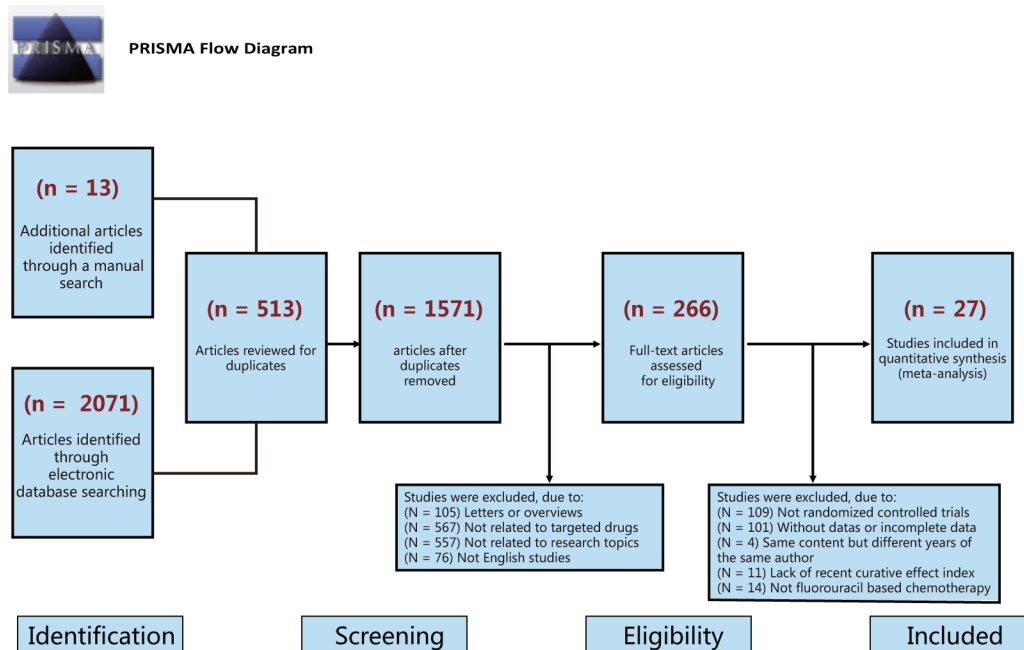 PRISMA
PRISMA Flow Diagram
(n = 13)
Additional articles
identified
through a manual
search
(n =  2071)
Articles identified
through
electronic
database searching
(n = 513)
Articles reviewed for
duplicates
(n = 1571)
articles after
duplicates
removed
(n = 266)
Full-text articles
assessed
for eligibility
(n = 27)
Studies included in
quantitative synthesis
(meta-analysis)
Studies were excluded, due to:
(N = 105) Letters or overviews
(N = 567) Not related to targeted drugs
(N = 557) Not related to research topics
(N = 76) Not English studies
Studies were excluded, due to:
(N = 109) Not randomized controlled trials
(N = 101) Without datas or incomplete data
(N = 4) Same content but different years of
the same author
(N = 11) Lack of recent curative effect index
(N = 14) Not fluorouracil based chemotherapy
Identification
Screening
Eligibility
Included